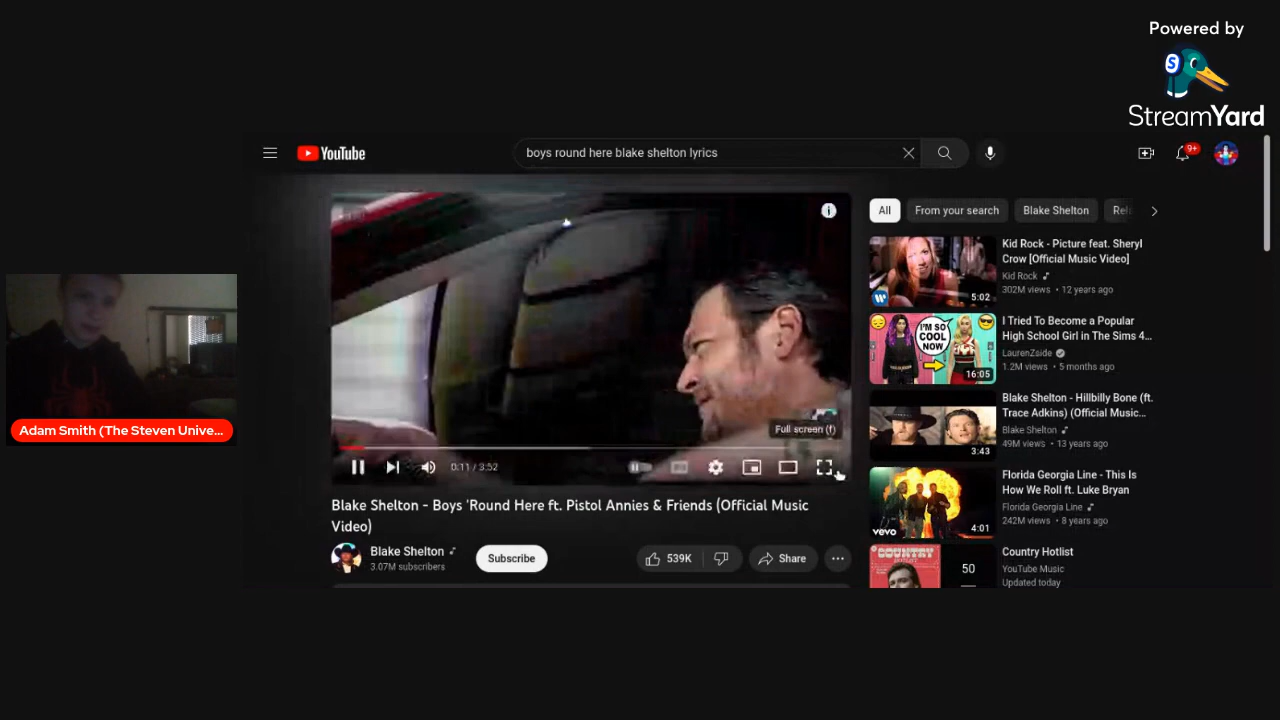 Powered by
StreamYard
YouTube
boys round here blake shelton lyrics
9+
All
From your search
Blake Shelton
Full screen (f)
0:11 / 3:52
Blake Shelton - Boys 'Round Here ft. Pistol Annies & Friends (Official Music
Video)
Blake Shelton
3.07M subscribers
Subscribe
539K
Share
Kid Rock - Picture feat. Sheryl
Crow [Official Music Video]
Kid Rock
302M views • 12 years ago
5:02
I Tried To Become a Popular
High School Girl in The Sims 4...
LaurenZside
1.2M views • 5 months ago
I'M SO
COOL
NOW
16:05
Blake Shelton - Hillbilly Bone (ft.
Trace Adkins) (Official Music...
Blake Shelton
49M views • 13 years ago
3:43
Florida Georgia Line - This Is
How We Roll ft. Luke Bryan
Florida Georgia Line
242M views • 8 years ago
vevo
4:01
Country Hotlist
YouTube Music
Updated today
COUNTRY
HOTLIST
50
Adam Smith (The Steven Unive...